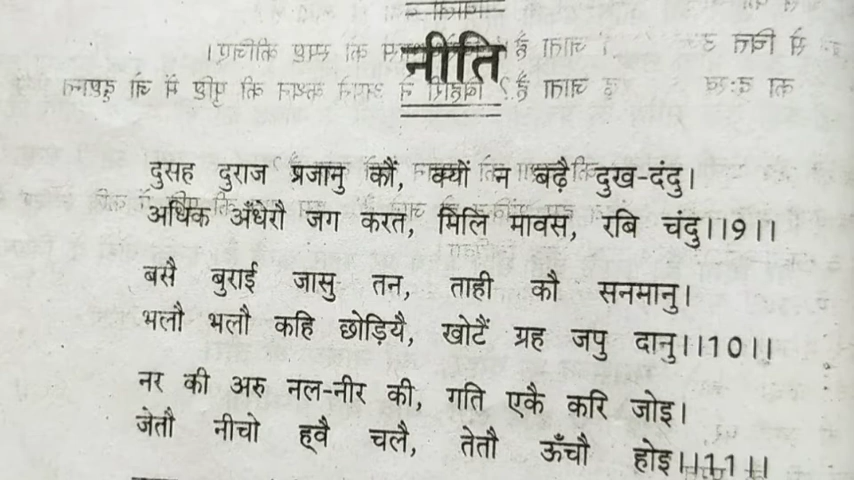 नीति
दुसह दुराज प्रजानु कौं, क्यों न बढ़ै दुख-दंदु।
अधिक अँधेरौ जग करत, मिलि मावस, रबि चंदु।।9।।
बसै बुराई जासु तन, ताही कौ सनमानु।
भलौ भलौ कहि छोड़ियै, खोटैं ग्रह जपु दानु।।10।।
नर की अरु नल-नीर की, गति एकै करि जोइ।
जेतौ नीचो ह्वै चलै, तेतौ ऊँचौ होइ।।11।।